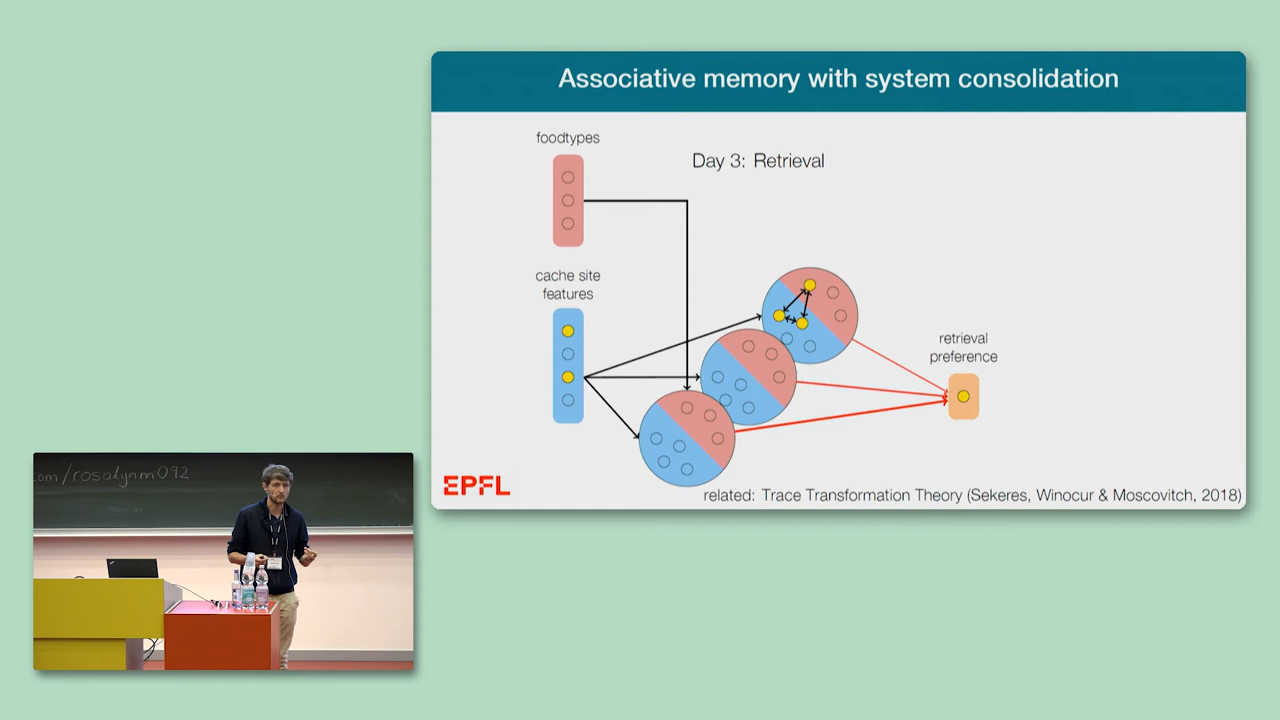 Associative memory with system consolidation
foodtypes
Day 3: Retrieval
cache site
features
retrieval
preference
EPFL
related: Trace Transformation Theory (Sekeres, Winocur & Moscovitch, 2018)
com/rosalynm092